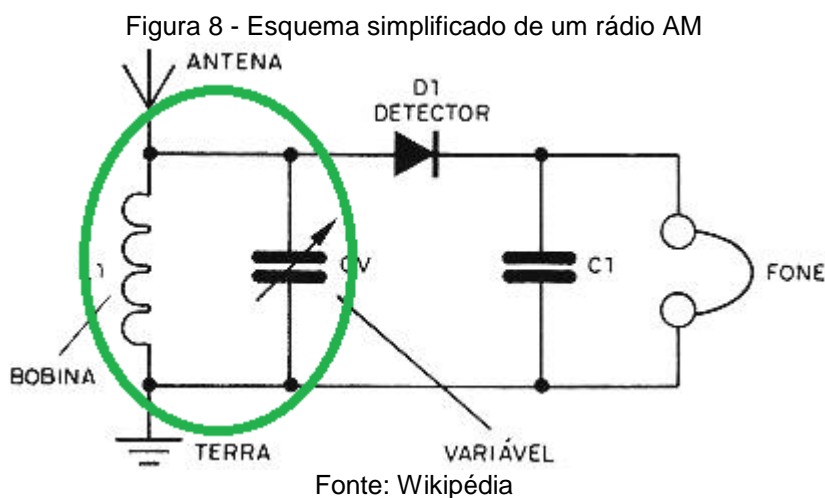 Figura 8 - Esquema simplificado de um rádio AM
ANTENA
D1
DETECTOR
CV
C1
FONE
BOBINA
TERRA
VARIÁVEL
Fonte: Wikipédia